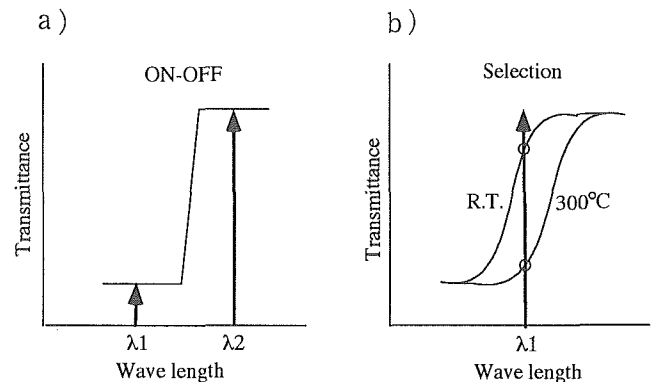 a)
ON-OFF
Transmittance
λ1
λ2
Wave length
b)
Selection
Transmittance
R.T.
300°C
λ1
Wave length